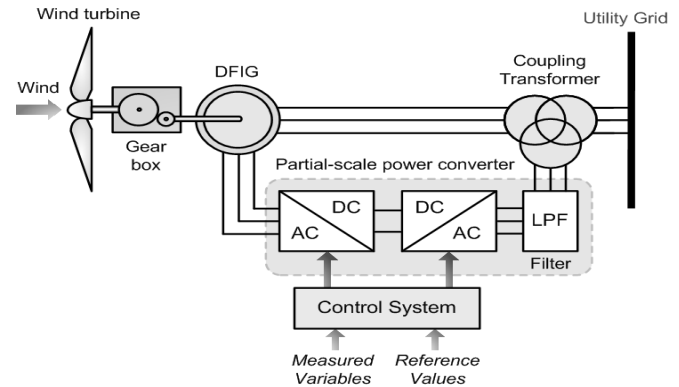 Wind turbine
Utility Grid
Coupling
Transformer
DFIG
Wind
Gear
box
Partial-scale power converter
DC
AC
DC
AC
LPF
Filter
Control System
Measured
Variables
Reference
Values